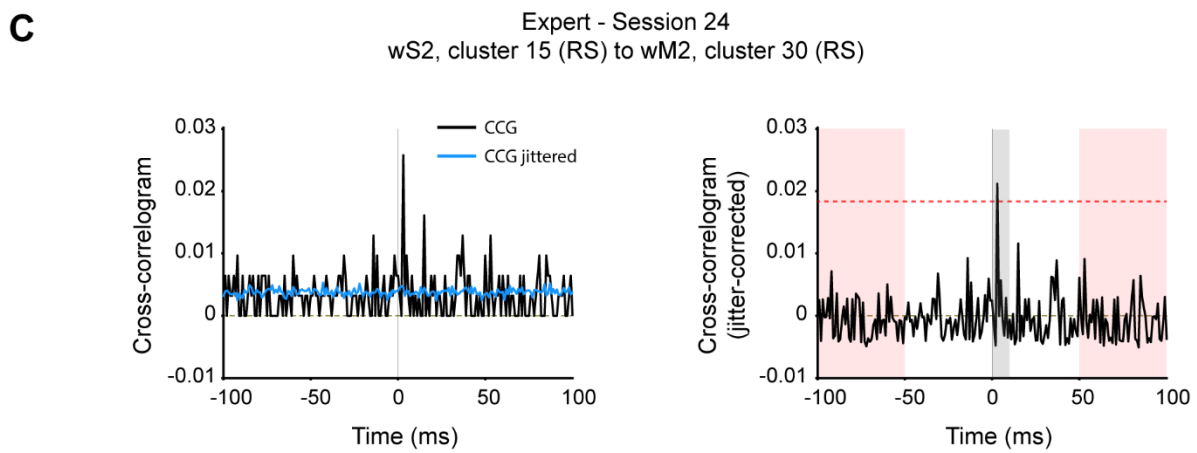 C
Expert - Session 24
wS2, cluster 15 (RS) to wM2, cluster 30 (RS)
Cross-correlogram
0.03
0.02
0.01
0
-0.01
CCG
CCG jittered
-100
-50
0
50
100
Time (ms)
Cross-correlogram
(jitter-corrected)
0.03
0.02
0.01
0
-0.01
-100
-50
0
50
100
Time (ms)